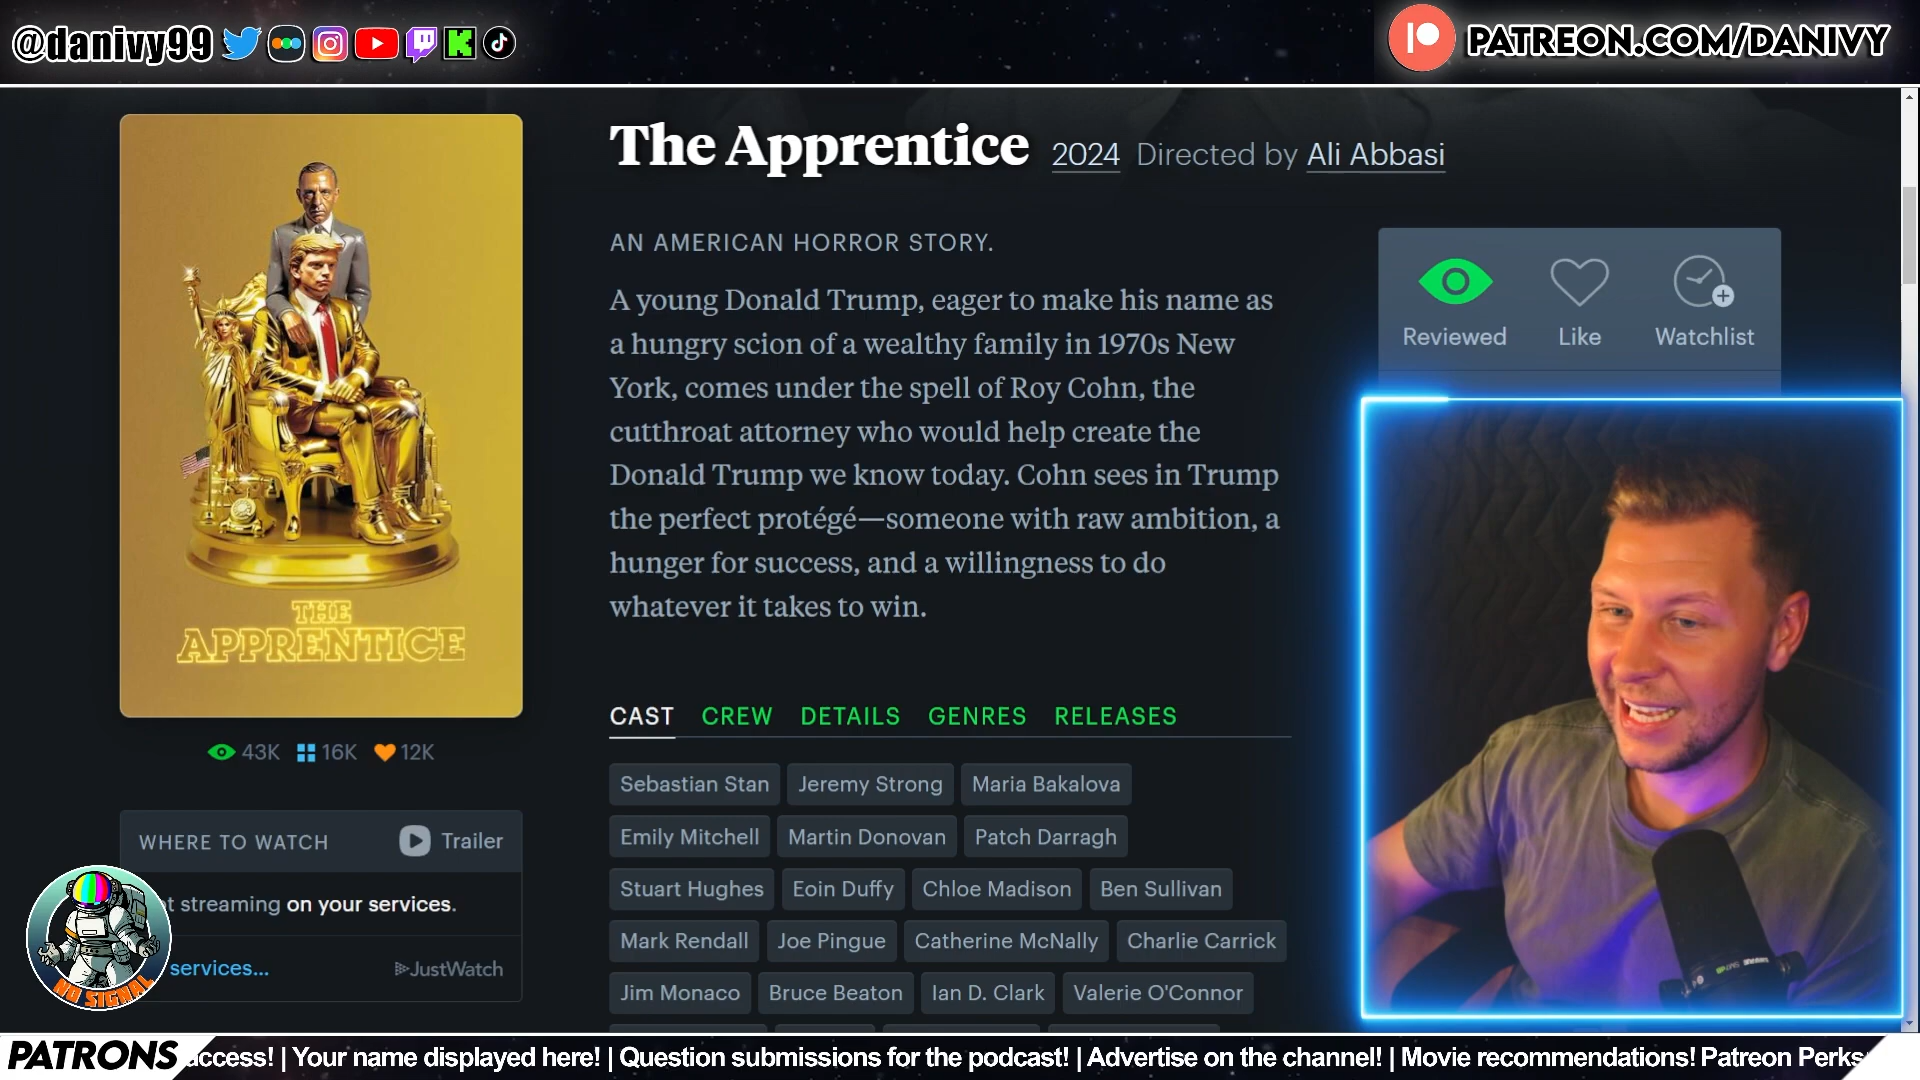 @danivy99
PATREON.COM/DANIVY
The Apprentice 2024 Directed by Ali Abbasi
AN AMERICAN HORROR STORY.
A young Donald Trump, eager to make his name as
a hungry scion of a wealthy family in 1970s New
York, comes under the spell of Roy Cohn, the
cutthroat attorney who would help create the
Donald Trump we know today. Cohn sees in Trump
the perfect protégé—someone with raw ambition, a
hunger for success, and a willingness to do
whatever it takes to win.
Reviewed Like Watchlist
THE
APPRENTICE
43K 16K 12K
WHERE TO WATCH Trailer
t streaming on your services.
services...
JustWatch
NO SIGNAL
CAST CREW DETAILS GENRES RELEASES
Sebastian Stan Jeremy Strong Maria Bakalova
Emily Mitchell Martin Donovan Patch Darragh
Stuart Hughes Eoin Duffy Chloe Madison Ben Sullivan
Mark Rendall Joe Pingue Catherine McNally Charlie Carrick
Jim Monaco Bruce Beaton Ian D. Clark Valerie O'Connor
PATRONS access! | Your name displayed here! | Question submissions for the podcast! | Advertise on the channel! | Movie recommendations! Patreon Perks